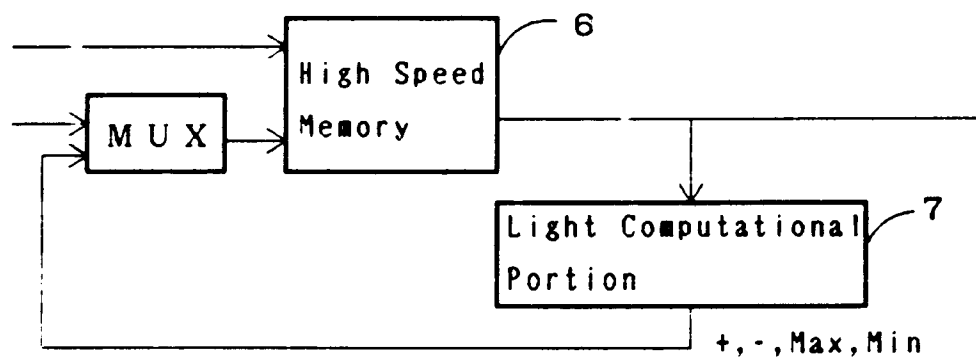 6
High Speed
Memory
M U X
Light Computational
Portion
7
+,-,Max,Min